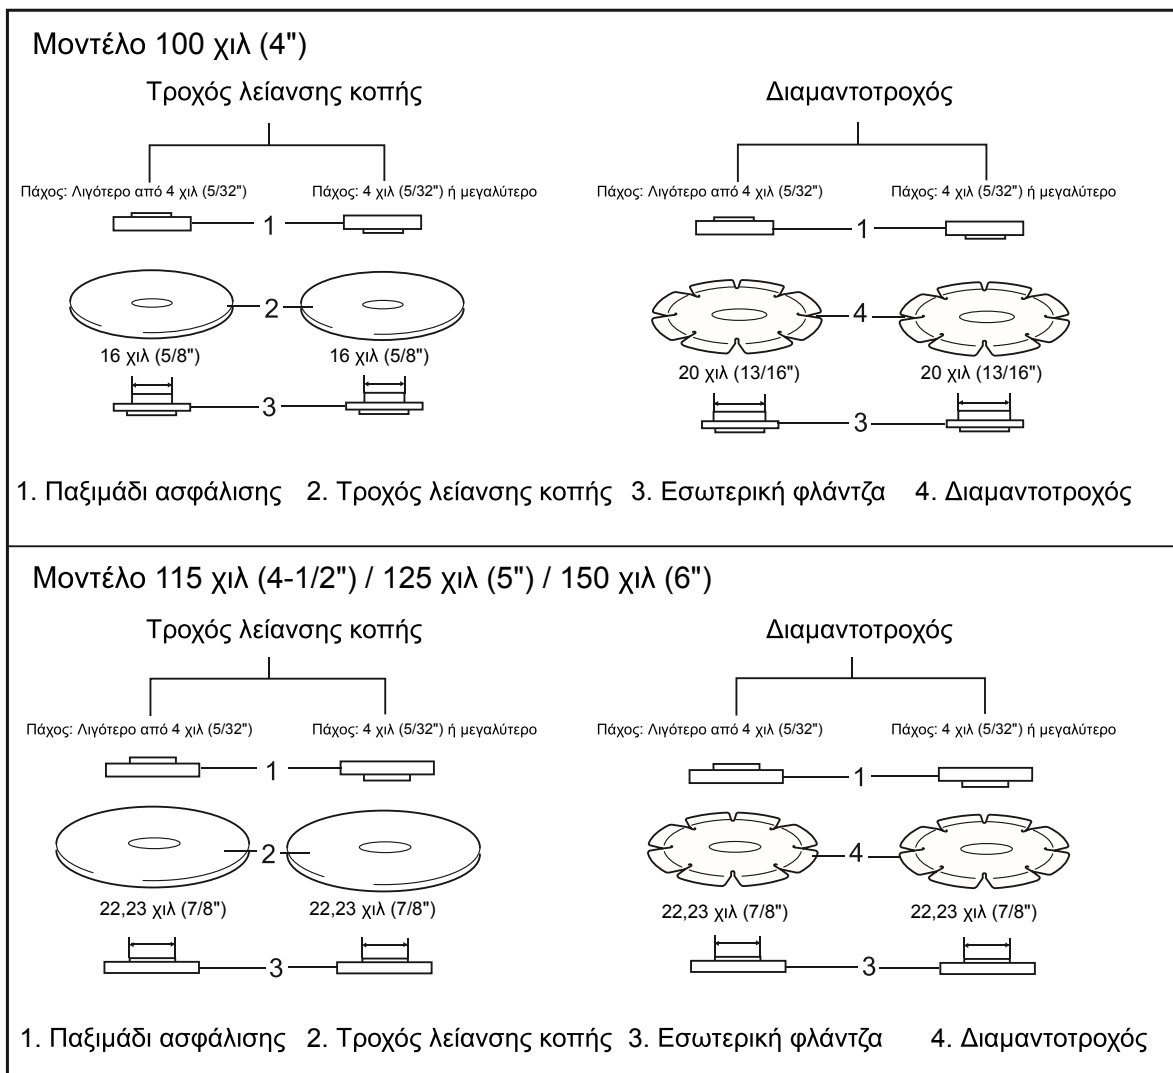 Μοντέλο 100 χιλ (4")
Τροχός λείανσης κοπής
Διαμαντοτροχός
Πάχος: Λιγότερο από 4 χιλ (5/32")
Πάχος: 4 χιλ (5/32") ή μεγαλύτερο
Πάχος: Λιγότερο από 4 χιλ (5/32")
Πάχος: 4 χιλ (5/32") ή μεγαλύτερο
1
1
2
4
16 χιλ (5/8")
16 χιλ (5/8")
20 χιλ (13/16")
20 χιλ (13/16")
3
3
1. Παξιμάδι ασφάλισης 2. Τροχός λείανσης κοπής 3. Εσωτερική φλάντζα 4. Διαμαντοτροχός
Μοντέλο 115 χιλ (4-1/2") / 125 χιλ (5") / 150 χιλ (6")
Τροχός λείανσης κοπής
Διαμαντοτροχός
Πάχος: Λιγότερο από 4 χιλ (5/32")
Πάχος: 4 χιλ (5/32") ή μεγαλύτερο
Πάχος: Λιγότερο από 4 χιλ (5/32")
Πάχος: 4 χιλ (5/32") ή μεγαλύτερο
1
1
2
4
22,23 χιλ (7/8")
22,23 χιλ (7/8")
22,23 χιλ (7/8")
22,23 χιλ (7/8")
3
3
1. Παξιμάδι ασφάλισης 2. Τροχός λείανσης κοπής 3. Εσωτερική φλάντζα 4. Διαμαντοτροχός